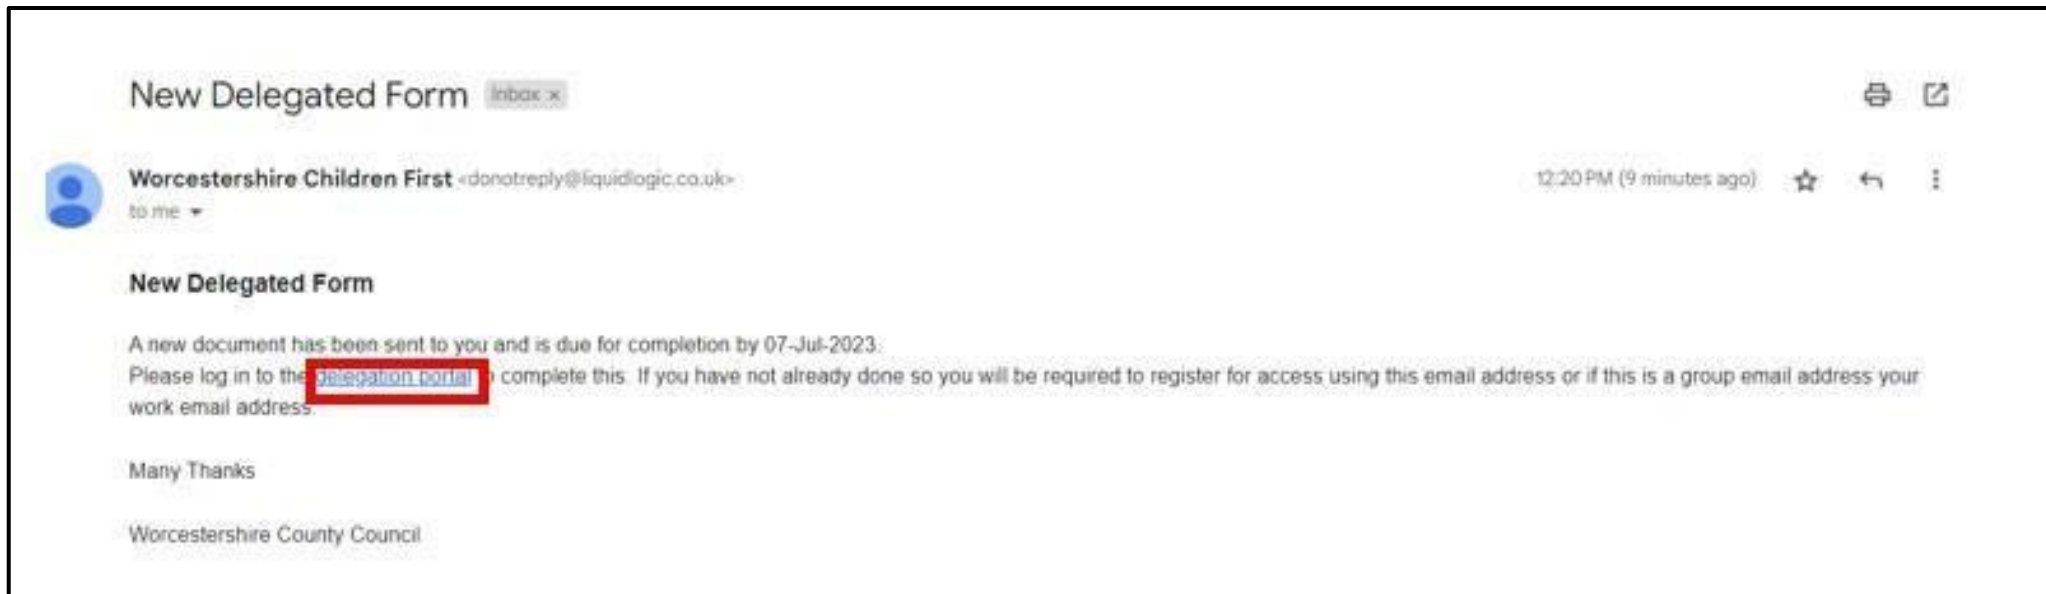 New Delegated Form Inbox x
Worcestershire Children First <donotreply@liquidlogic.co.uk> 12:20 PM (9 minutes ago)
to me
New Delegated Form
A new document has been sent to you and is due for completion by 07-Jul-2023.
Please log in to the delegation portal complete this. If you have not already done so you will be required to register for access using this email address or if this is a group email address your
work email address.
Many Thanks
Worcestershire County Council